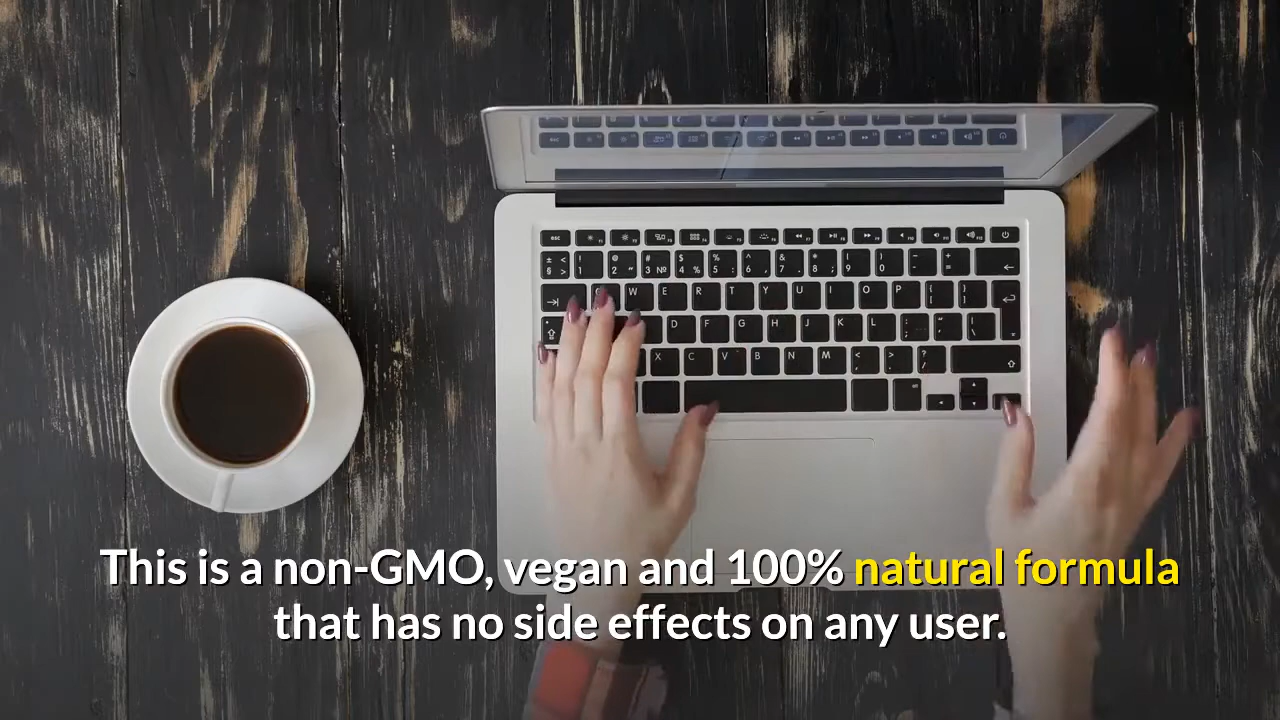 This is a non-GMO, vegan and 100% natural formula
that has no side effects on any user.